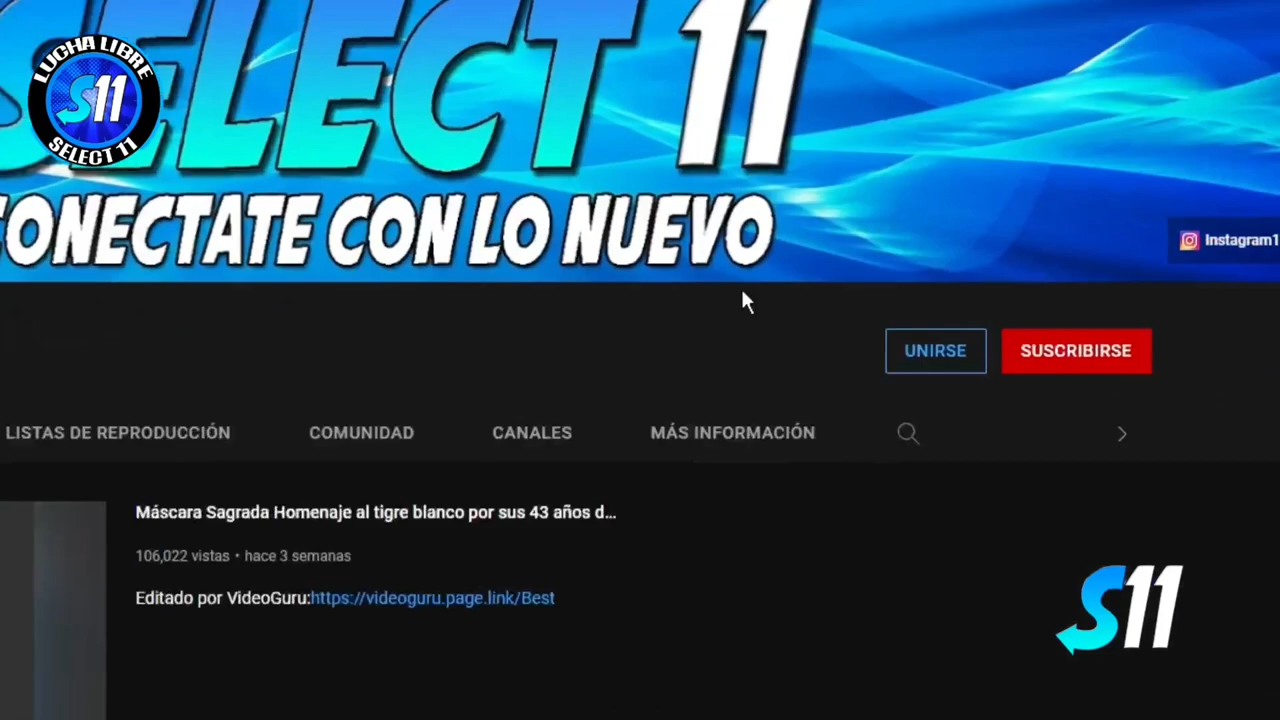 SELECT 11
LUCHA LIBRE
S11
SELECT 11
CONECTATE CON LO NUEVO
Instagram1
UNIRSE
SUSCRIBIRSE
LISTAS DE REPRODUCCIÓN
COMUNIDAD
CANALES
MÁS INFORMACIÓN
Máscara Sagrada Homenaje al tigre blanco por sus 43 años d...
106,022 vistas • hace 3 semanas
Editado por VideoGuru:https://videoguru.page.link/Best
S11